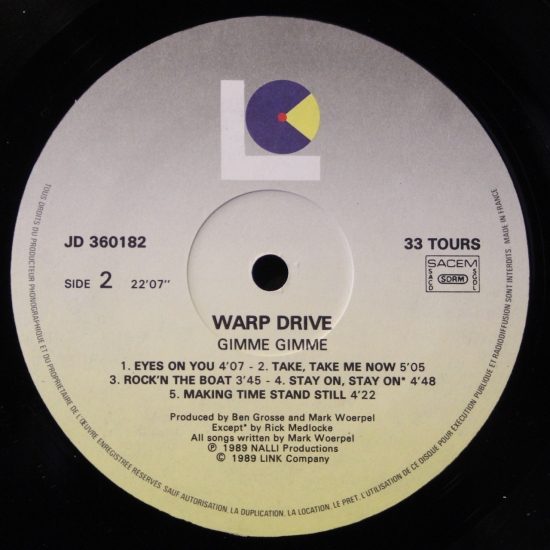 JD 360182
33 TOURS
SIDE 2 22'07"
SACEM
SACD SDRM SCGL
WARP DRIVE
GIMME GIMME
1. EYES ON YOU 4'07 - 2. TAKE, TAKE ME NOW 5'05
3. ROCK'N THE BOAT 3'45 - 4. STAY ON, STAY ON* 4'48
5. MAKING TIME STAND STILL 4'22
Produced by Ben Grosse and Mark Woerpel
Except* by Rick Medlocke
All songs written by Mark Woerpel
℗ 1989 NALLI Productions
© 1989 LINK Company
TOUS DROITS DU PRODUCTEUR PHONOGRAPHIQUE ET DU PROPRIETAIRE DE L'ŒUVRE ENREGISTRÉE RESERVÉS. SAUF AUTORISATION, LA DUPLICATION, LA LOCATION, LE PRET, L'UTILISATION DE CE DISQUE POUR EXÉCUTION PUBLIQUE ET RADIODIFFUSION SONT INTERDITS MADE IN FRANCE.